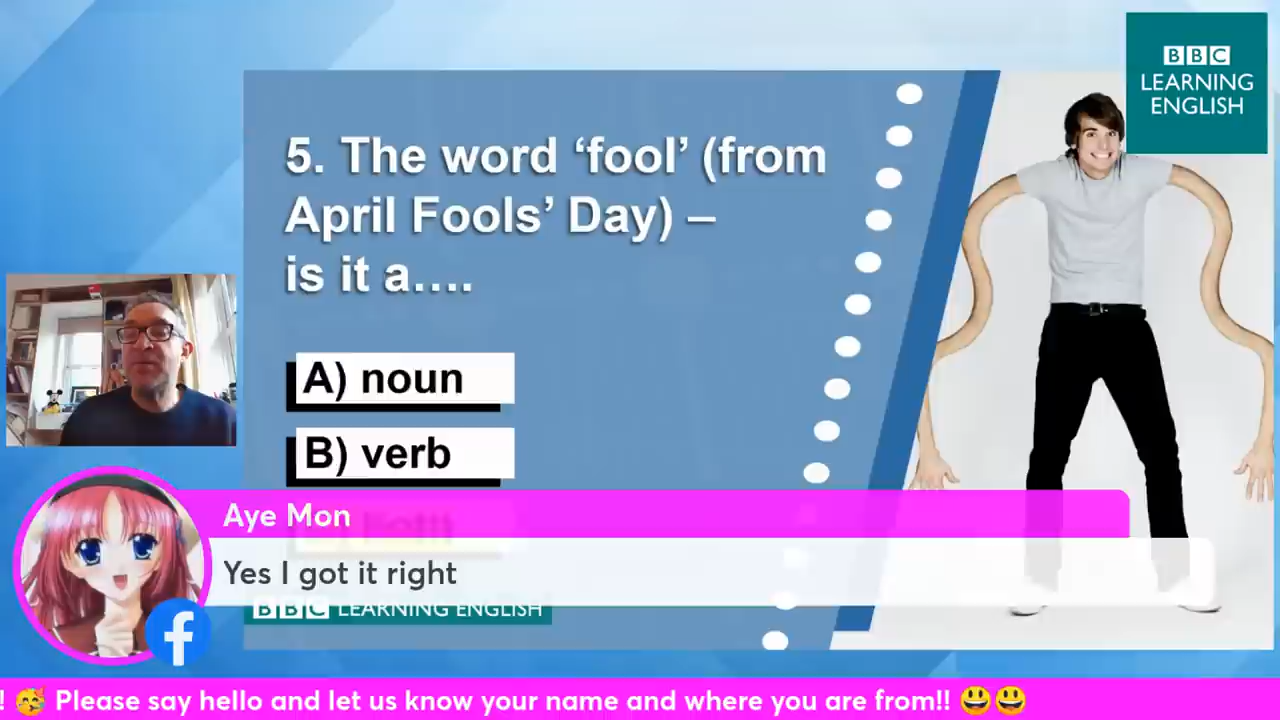 BBC
LEARNING
ENGLISH
5. The word ‘fool’ (from
April Fools’ Day) –
is it a....
A) noun
B) verb
Aye Mon
Yes I got it right
BBC LEARNING ENGLISH
! 🥳 Please say hello and let us know your name and where you are from!! 😃😃